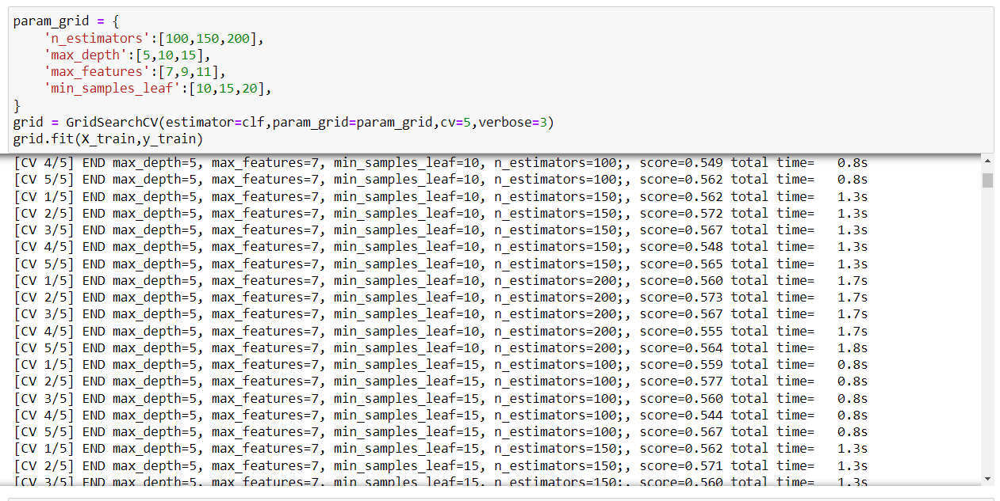 param_grid = {
    'n_estimators':[100,150,200],
    'max_depth':[5,10,15],
    'max_features':[7,9,11],
    'min_samples_leaf':[10,15,20],
}
grid = GridSearchCV(estimator=clf,param_grid=param_grid,cv=5,verbose=3)
grid.fit(X_train,y_train)
[CV 4/5] END max_depth=5, max_features=7, min_samples_leaf=10, n_estimators=100;, score=0.549 total time=   0.8s
[CV 5/5] END max_depth=5, max_features=7, min_samples_leaf=10, n_estimators=100;, score=0.562 total time=   0.8s
[CV 1/5] END max_depth=5, max_features=7, min_samples_leaf=10, n_estimators=150;, score=0.562 total time=   1.3s
[CV 2/5] END max_depth=5, max_features=7, min_samples_leaf=10, n_estimators=150;, score=0.572 total time=   1.3s
[CV 3/5] END max_depth=5, max_features=7, min_samples_leaf=10, n_estimators=150;, score=0.567 total time=   1.3s
[CV 4/5] END max_depth=5, max_features=7, min_samples_leaf=10, n_estimators=150;, score=0.548 total time=   1.3s
[CV 5/5] END max_depth=5, max_features=7, min_samples_leaf=10, n_estimators=150;, score=0.565 total time=   1.3s
[CV 1/5] END max_depth=5, max_features=7, min_samples_leaf=10, n_estimators=200;, score=0.560 total time=   1.7s
[CV 2/5] END max_depth=5, max_features=7, min_samples_leaf=10, n_estimators=200;, score=0.573 total time=   1.7s
[CV 3/5] END max_depth=5, max_features=7, min_samples_leaf=10, n_estimators=200;, score=0.567 total time=   1.7s
[CV 4/5] END max_depth=5, max_features=7, min_samples_leaf=10, n_estimators=200;, score=0.555 total time=   1.7s
[CV 5/5] END max_depth=5, max_features=7, min_samples_leaf=10, n_estimators=200;, score=0.564 total time=   1.8s
[CV 1/5] END max_depth=5, max_features=7, min_samples_leaf=15, n_estimators=100;, score=0.559 total time=   0.8s
[CV 2/5] END max_depth=5, max_features=7, min_samples_leaf=15, n_estimators=100;, score=0.577 total time=   0.8s
[CV 3/5] END max_depth=5, max_features=7, min_samples_leaf=15, n_estimators=100;, score=0.560 total time=   0.8s
[CV 4/5] END max_depth=5, max_features=7, min_samples_leaf=15, n_estimators=100;, score=0.544 total time=   0.8s
[CV 5/5] END max_depth=5, max_features=7, min_samples_leaf=15, n_estimators=100;, score=0.567 total time=   0.8s
[CV 1/5] END max_depth=5, max_features=7, min_samples_leaf=15, n_estimators=150;, score=0.562 total time=   1.3s
[CV 2/5] END max_depth=5, max_features=7, min_samples_leaf=15, n_estimators=150;, score=0.571 total time=   1.3s
[CV 3/5] END max_depth=5, max_features=7, min_samples_leaf=15, n_estimators=150;, score=0.560 total time=   1.3s